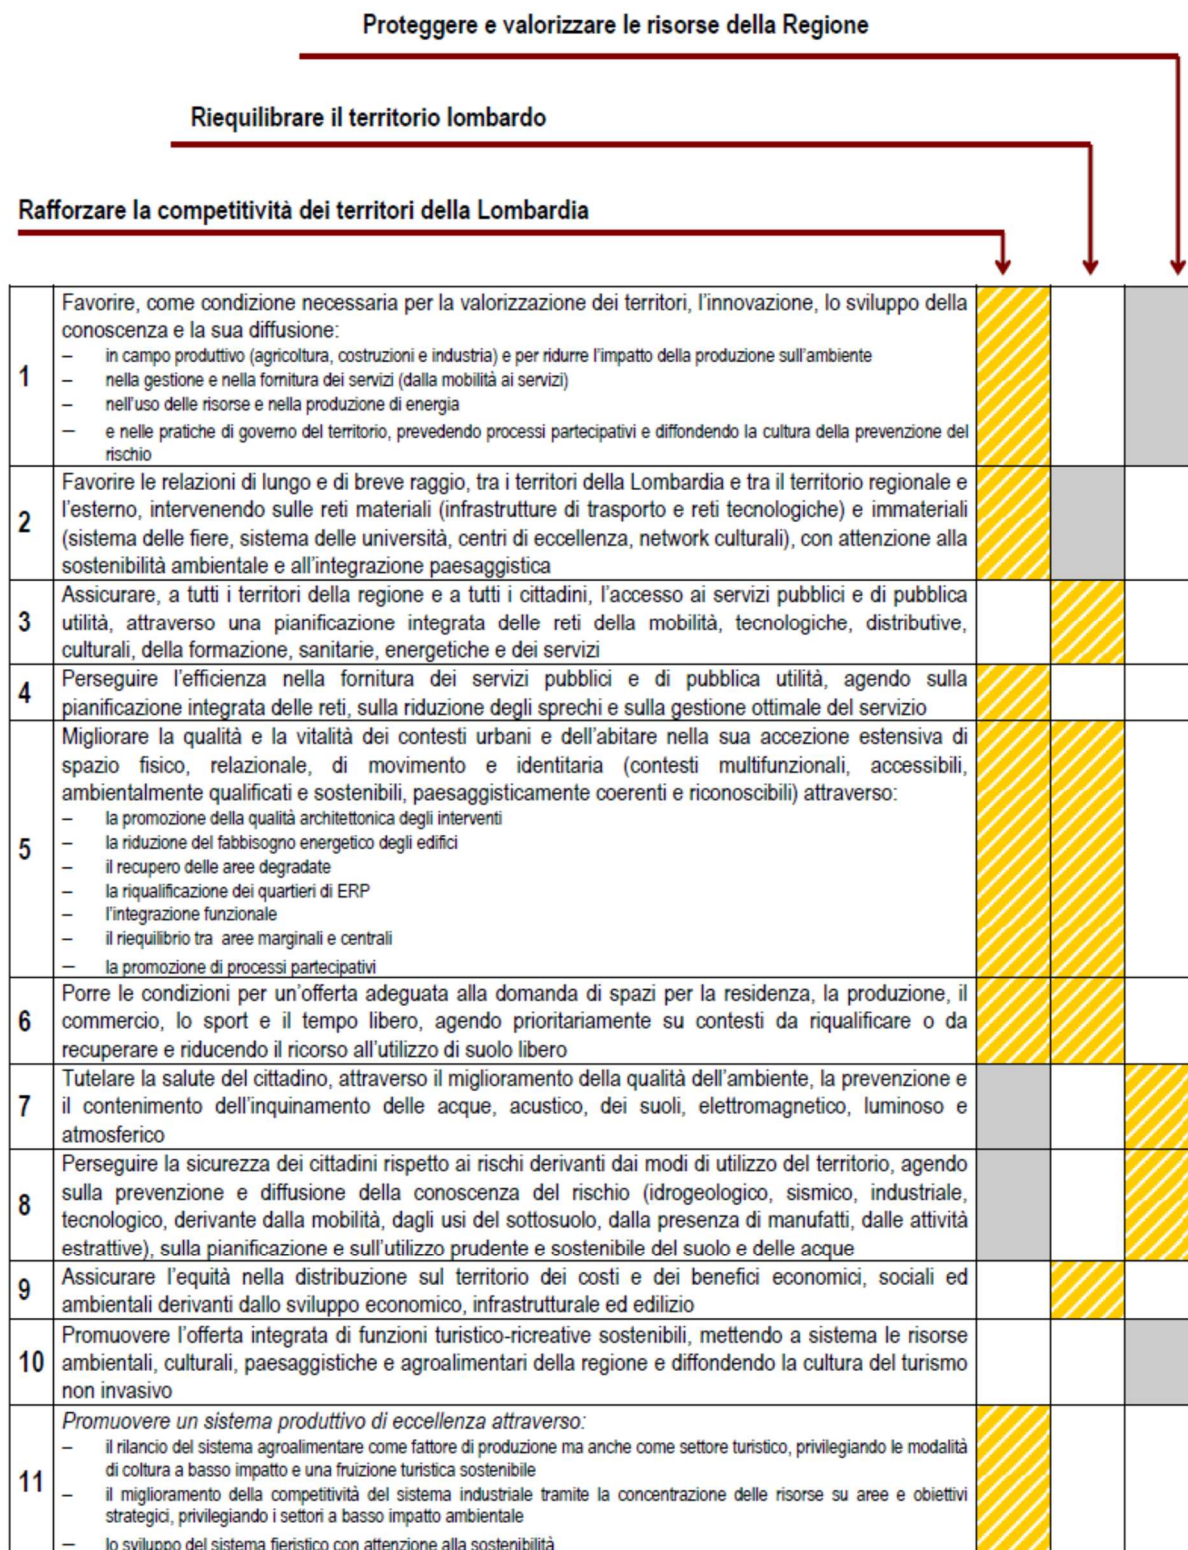 Proteggere e valorizzare le risorse della Regione
Riequilibrare il territorio lombardo
Rafforzare la competitività dei territori della Lombardia
1
Favorire, come condizione necessaria per la valorizzazione dei territori, l'innovazione, lo sviluppo della
conoscenza e la sua diffusione:
– in campo produttivo (agricoltura, costruzioni e industria) e per ridurre l'impatto della produzione sull'ambiente
– nella gestione e nella fornitura dei servizi (dalla mobilità ai servizi)
– nell'uso delle risorse e nella produzione di energia
– e nelle pratiche di governo del territorio, prevedendo processi partecipativi e diffondendo la cultura della prevenzione del
rischio
2
Favorire le relazioni di lungo e di breve raggio, tra i territori della Lombardia e tra il territorio regionale e
l'esterno, intervenendo sulle reti materiali (infrastrutture di trasporto e reti tecnologiche) e immateriali
(sistema delle fiere, sistema delle università, centri di eccellenza, network culturali), con attenzione alla
sostenibilità ambientale e all'integrazione paesaggistica
3
Assicurare, a tutti i territori della regione e a tutti i cittadini, l'accesso ai servizi pubblici e di pubblica
utilità, attraverso una pianificazione integrata delle reti della mobilità, tecnologiche, distributive,
culturali, della formazione, sanitarie, energetiche e dei servizi
4
Perseguire l'efficienza nella fornitura dei servizi pubblici e di pubblica utilità, agendo sulla
pianificazione integrata delle reti, sulla riduzione degli sprechi e sulla gestione ottimale del servizio
5
Migliorare la qualità e la vitalità dei contesti urbani e dell'abitare nella sua accezione estensiva di
spazio fisico, relazionale, di movimento e identitaria (contesti multifunzionali, accessibili,
ambientalmente qualificati e sostenibili, paesaggisticamente coerenti e riconoscibili) attraverso:
– la promozione della qualità architettonica degli interventi
– la riduzione del fabbisogno energetico degli edifici
– il recupero delle aree degradate
– la riqualificazione dei quartieri di ERP
– l'integrazione funzionale
– il riequilibrio tra aree marginali e centrali
– la promozione di processi partecipativi
6
Porre le condizioni per un'offerta adeguata alla domanda di spazi per la residenza, la produzione, il
commercio, lo sport e il tempo libero, agendo prioritariamente su contesti da riqualificare o da
recuperare e riducendo il ricorso all'utilizzo di suolo libero
7
Tutelare la salute del cittadino, attraverso il miglioramento della qualità dell'ambiente, la prevenzione e
il contenimento dell'inquinamento delle acque, acustico, dei suoli, elettromagnetico, luminoso e
atmosferico
8
Perseguire la sicurezza dei cittadini rispetto ai rischi derivanti dai modi di utilizzo del territorio, agendo
sulla prevenzione e diffusione della conoscenza del rischio (idrogeologico, sismico, industriale,
tecnologico, derivante dalla mobilità, dagli usi del sottosuolo, dalla presenza di manufatti, dalle attività
estrattive), sulla pianificazione e sull'utilizzo prudente e sostenibile del suolo e delle acque
9
Assicurare l'equità nella distribuzione sul territorio dei costi e dei benefici economici, sociali ed
ambientali derivanti dallo sviluppo economico, infrastrutturale ed edilizio
10
Promuovere l'offerta integrata di funzioni turistico-ricreative sostenibili, mettendo a sistema le risorse
ambientali, culturali, paesaggistiche e agroalimentari della regione e diffondendo la cultura del turismo
non invasivo
11
Promuovere un sistema produttivo di eccellenza attraverso:
– il rilancio del sistema agroalimentare come fattore di produzione ma anche come settore turistico, privilegiando le modalità
di coltura a basso impatto e una fruizione turistica sostenibile
– il miglioramento della competitività del sistema industriale tramite la concentrazione delle risorse su aree e obiettivi
strategici, privilegiando i settori a basso impatto ambientale
– lo sviluppo del sistema fieristico con attenzione alla sostenibilità